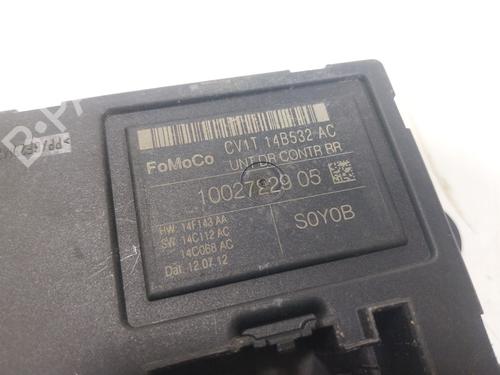 CV1T 14B532-AC
FoMoCo
UNT DR CONTR RR
10027229 05
HW: 14F143 AA
SW: 14C112 AC
14C068 AC
Dat: 12.07.12
S0Y0B